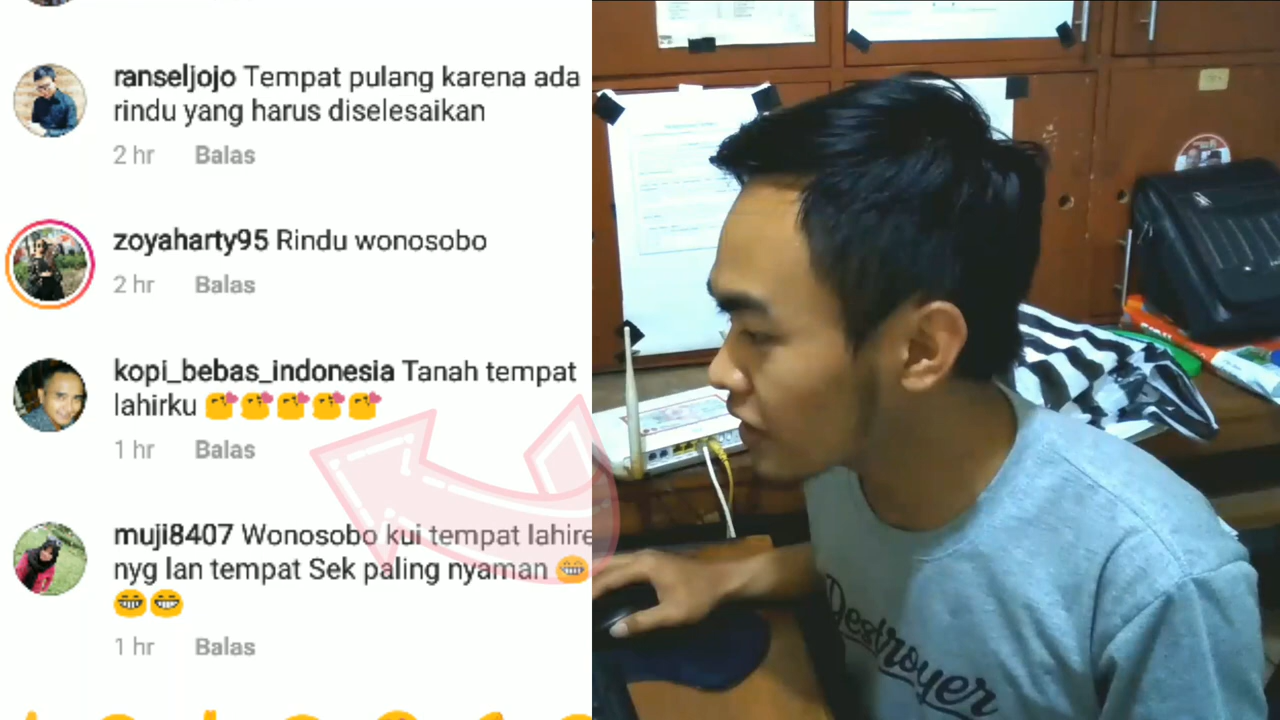 ranseljojo Tempat pulang karena ada
rindu yang harus diselesaikan
2 hr Balas
zoyaharty95 Rindu wonosobo
2 hr Balas
kopi_bebas_indonesia Tanah tempat
lahirku
1 hr Balas
muji8407 Wonosobo kui tempat lahire
nyg lan tempat Sek paling nyaman
1 hr Balas
Destroyer